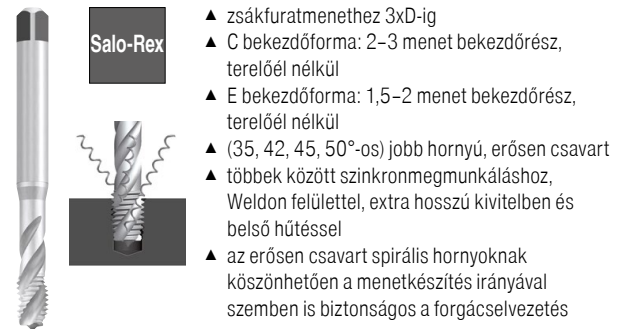 Salo-Rex
▲ zsákfuratmenethez 3xD-ig
▲ C bekezdőforma: 2–3 menet bekezdőrész,
terelőél nélkül
▲ E bekezdőforma: 1,5–2 menet bekezdőrész,
terelőél nélkül
▲ (35, 42, 45, 50°-os) jobb hornyú, erősen csavart
▲ többek között szinkronmegmunkáláshoz,
Weldon felülettel, extra hosszú kivitelben és
belső hűtéssel
▲ az erősen csavart spirális hornyoknak
köszönhetően a menetkészítés irányával
szemben is biztonságos a forgácselvezetés